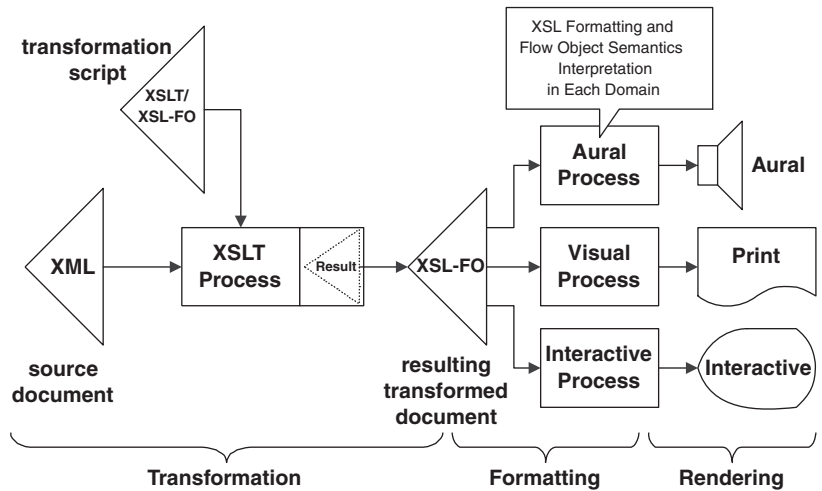 transformation
script
XSLT/
XSL-FO
XSL Formatting and
Flow Object Semantics
Interpretation
in Each Domain
Aural
Process
Aural
XML
XSLT
Process
Result
XSL-FO
Visual
Process
Print
source
document
resulting
transformed
document
Interactive
Process
Interactive
Transformation
Formatting
Rendering